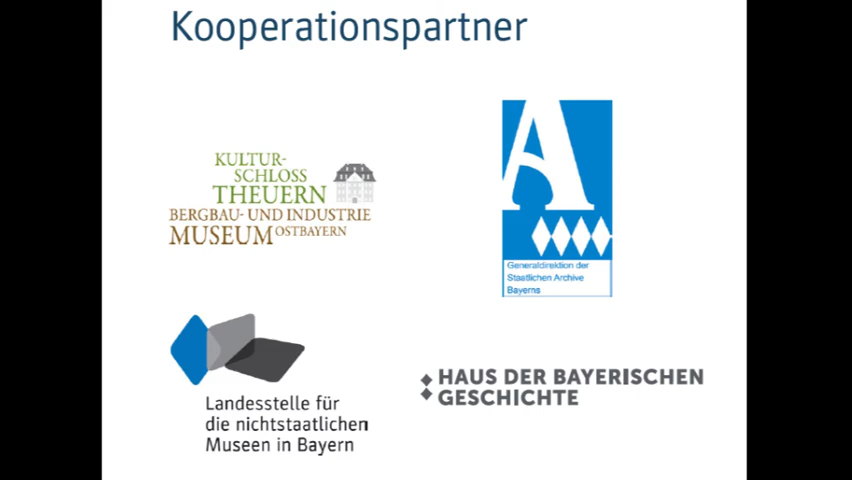 Kooperationspartner
KULTUR-
SCHLOSS
THEUERN
BERGBAU- UND INDUSTRIE
MUSEUM OSTBAYERN
A
Generaldirektion der
Staatlichen Archive
Bayerns
Landesstelle für
die nichtstaatlichen
Museen in Bayern
HAUS DER BAYERISCHEN
GESCHICHTE